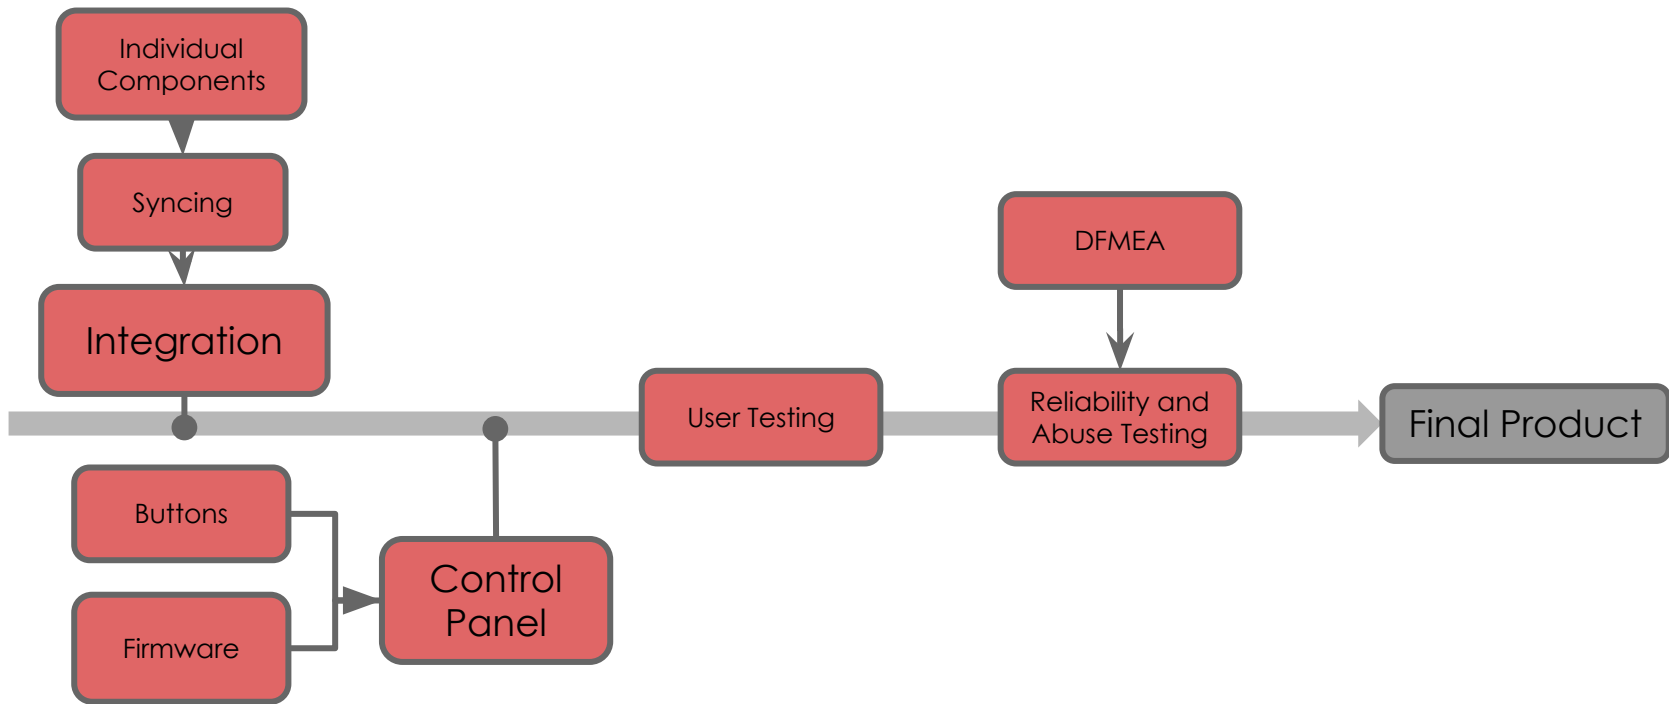 Individual
Components
Syncing
Integration
Buttons
Firmware
Control
Panel
User Testing
DFMEA
Reliability and
Abuse Testing
Final Product